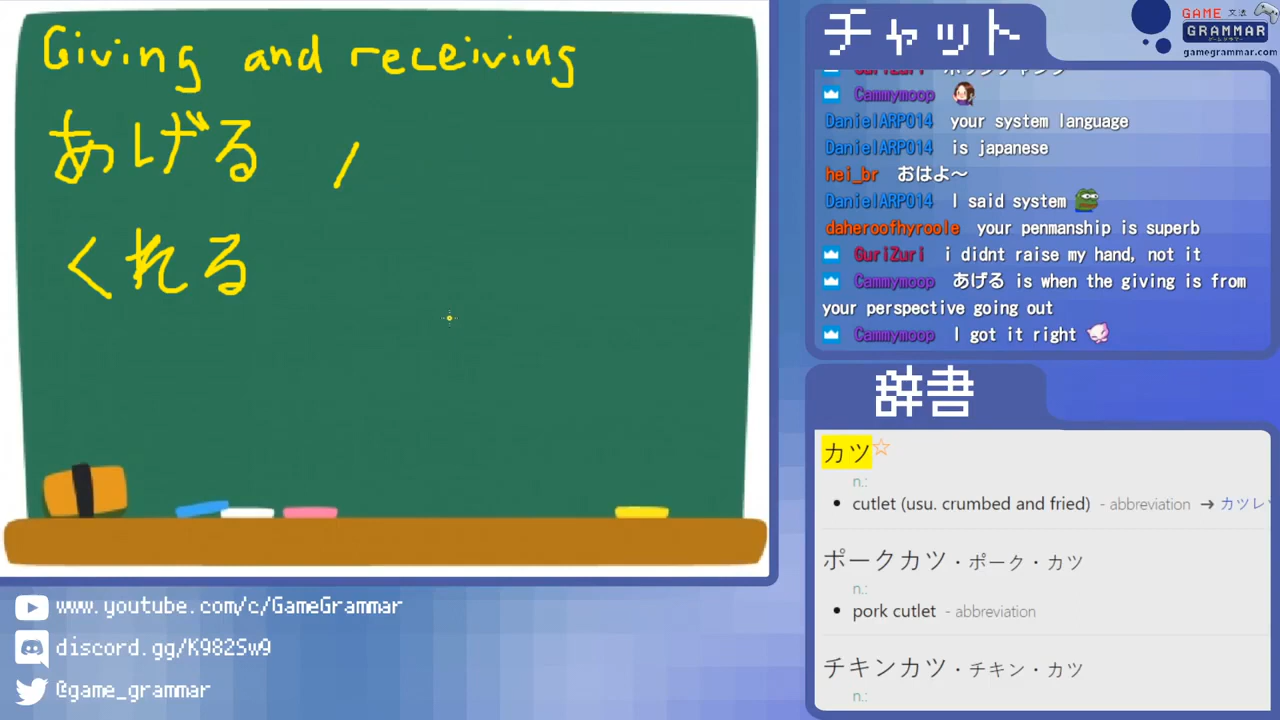 Giving and receiving
あげる /
くれる
www.youtube.com/c/GameGrammar
discord.gg/K982Sw9
@game_grammar
チャット
GAME 文法
GRAMMAR
gamegrammar.com
GuriZuri
Cammymoop
DanielARP014 your system language
DanielARP014 is japanese
hei_br おはよ〜
DanielARP014 I said system
daheroofhyroole your penmanship is superb
GuriZuri i didnt raise my hand, not it
Cammymoop あげる is when the giving is from
your perspective going out
Cammymoop I got it right
辞書
カツ☆
n.:
• cutlet (usu. crumbed and fried) - abbreviation → カツレツ
ポークカツ・ポーク・カツ
n.:
• pork cutlet - abbreviation
チキンカツ・チキン・カツ
n.: